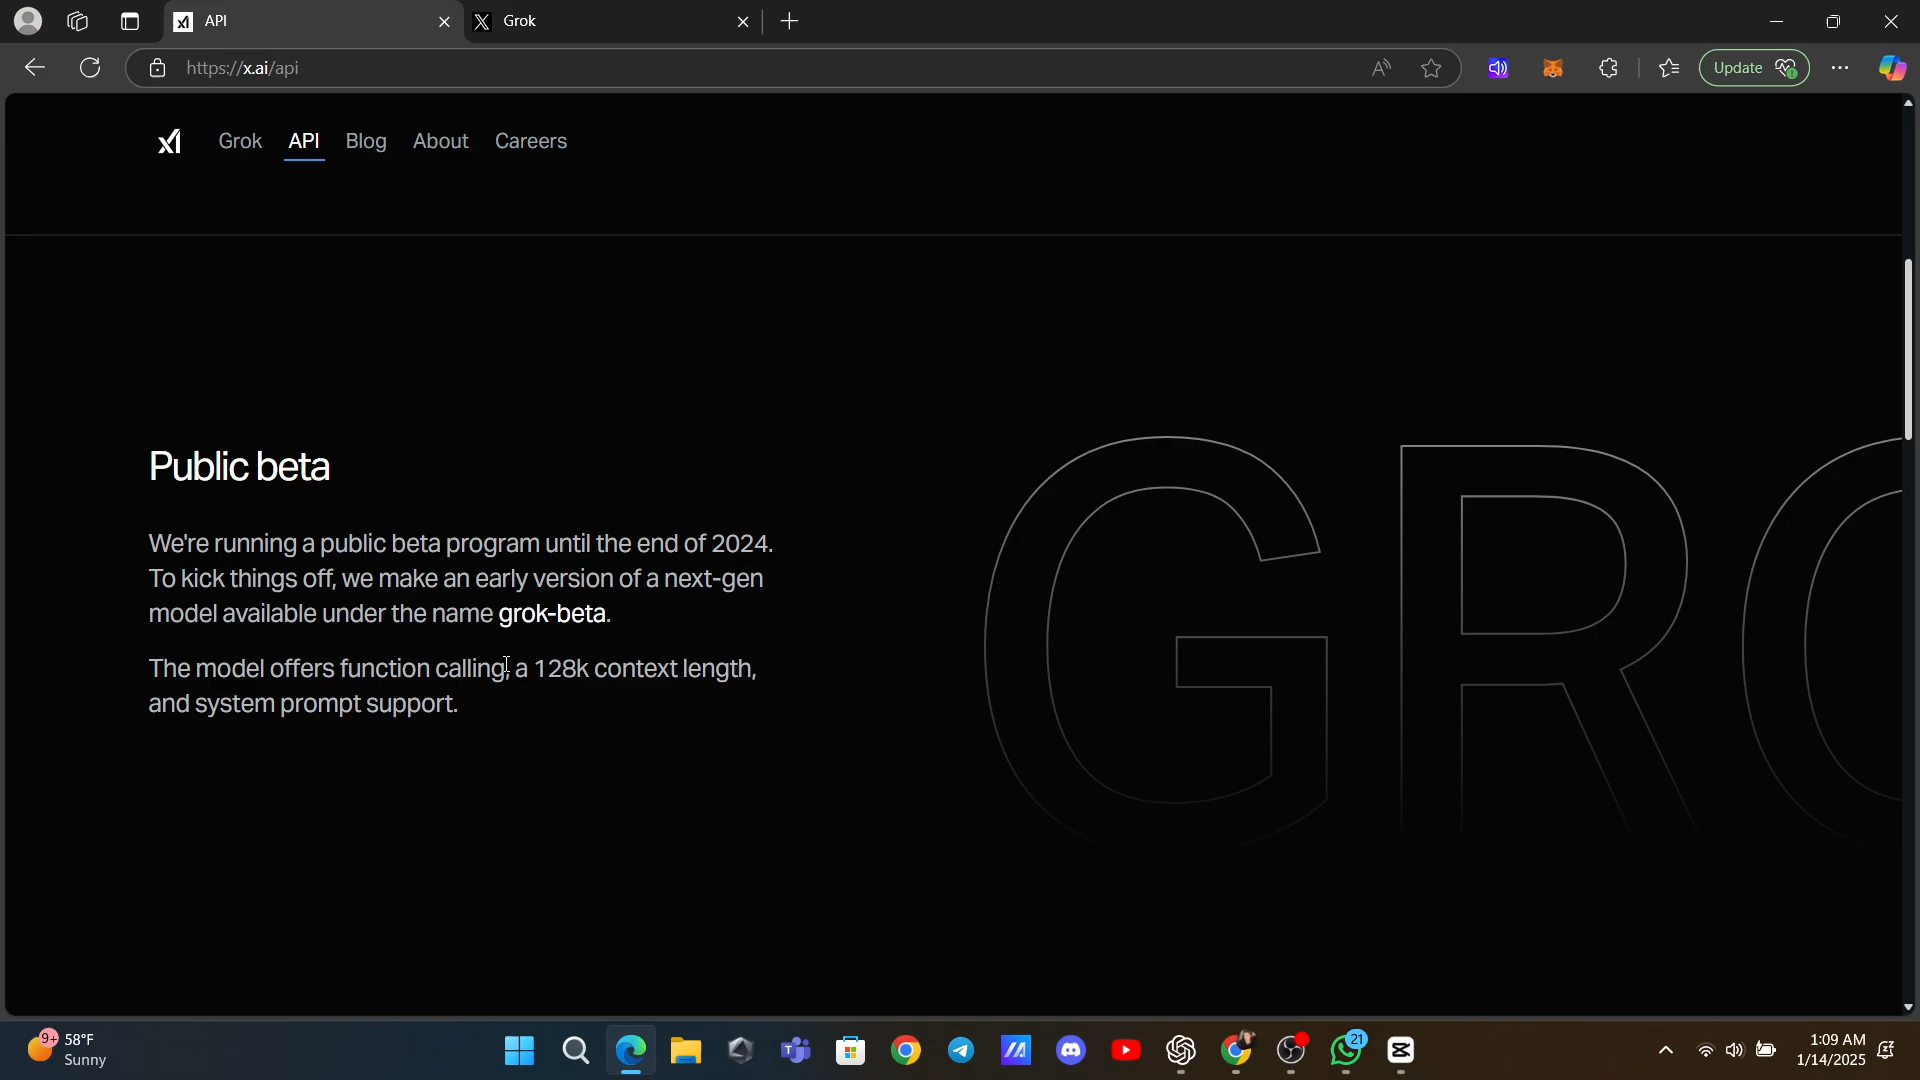 API
Grok
https://x.ai/api
Update
Grok API Blog About Careers
Public beta
We're running a public beta program until the end of 2024.
To kick things off, we make an early version of a next-gen
model available under the name grok-beta.
The model offers function calling, a 128k context length,
and system prompt support.
GRO
9+
58°F
Sunny
21
1:09 AM
1/14/2025